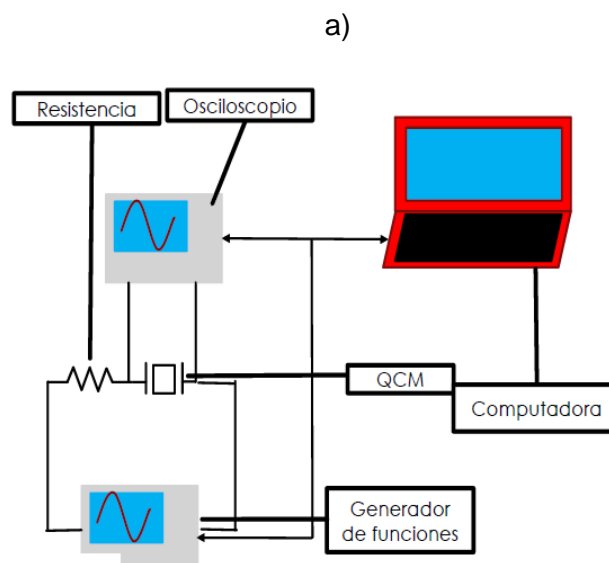 a)
Resistencia
Osciloscopio
QCM
Computadora
Generador
de funciones